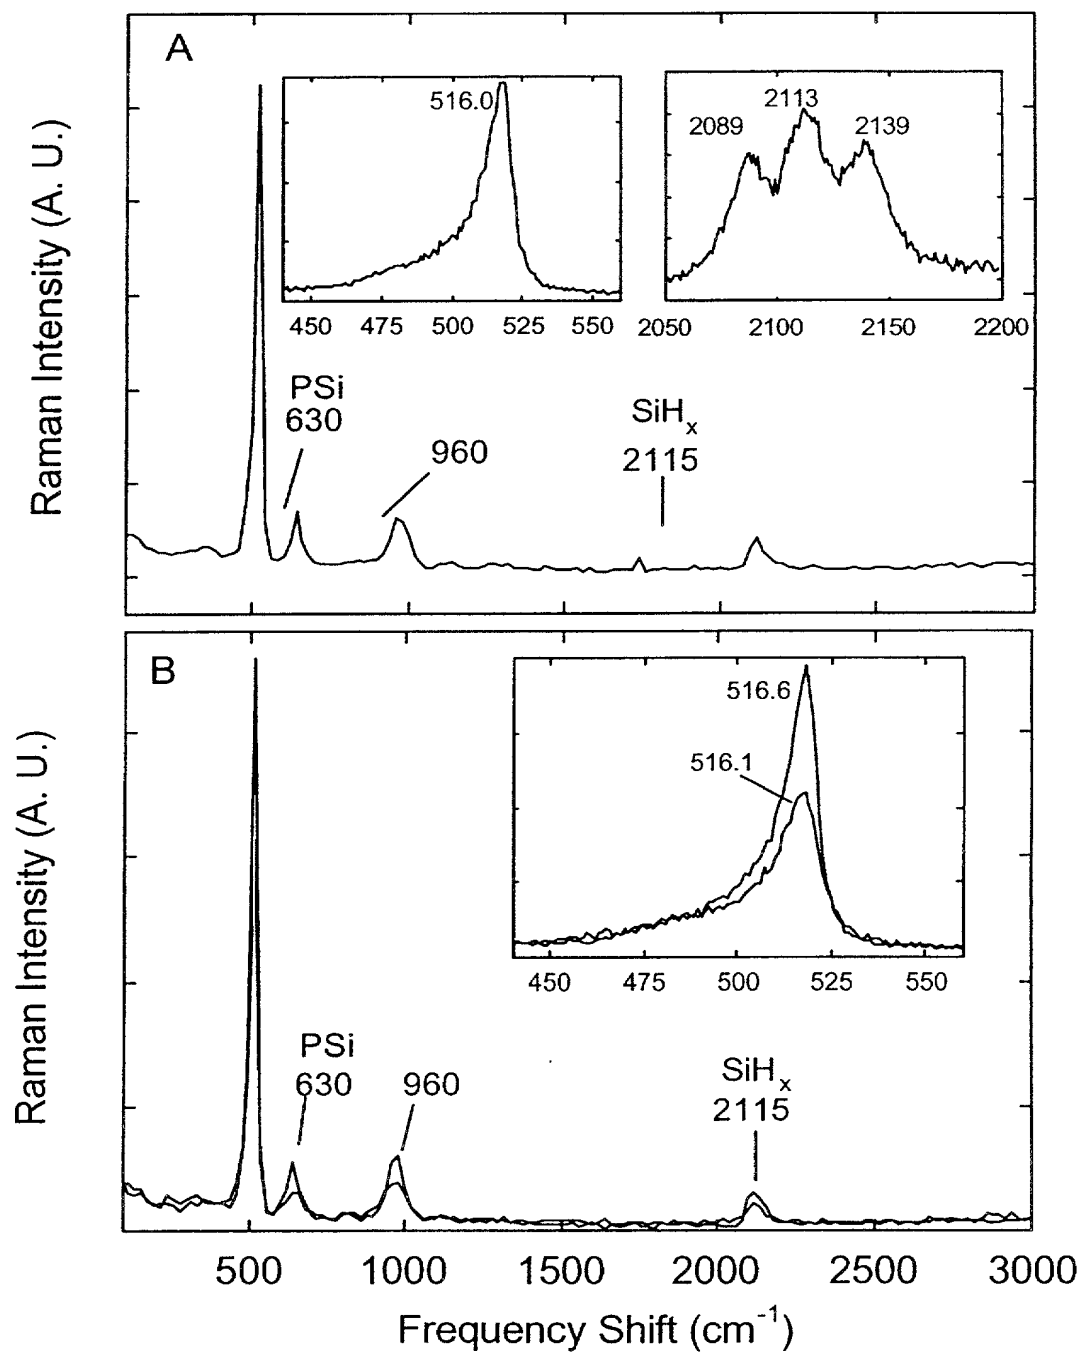 A
Raman Intensity (A. U.)
516.0
450 475 500 525 550
2089
2113
2139
2050 2100 2150 2200
PSi
630
960
SiHx
2115
B
Raman Intensity (A. U.)
516.6
516.1
450 475 500 525 550
PSi
630
960
SiHx
2115
500 1000 1500 2000 2500 3000
Frequency Shift (cm⁻¹)